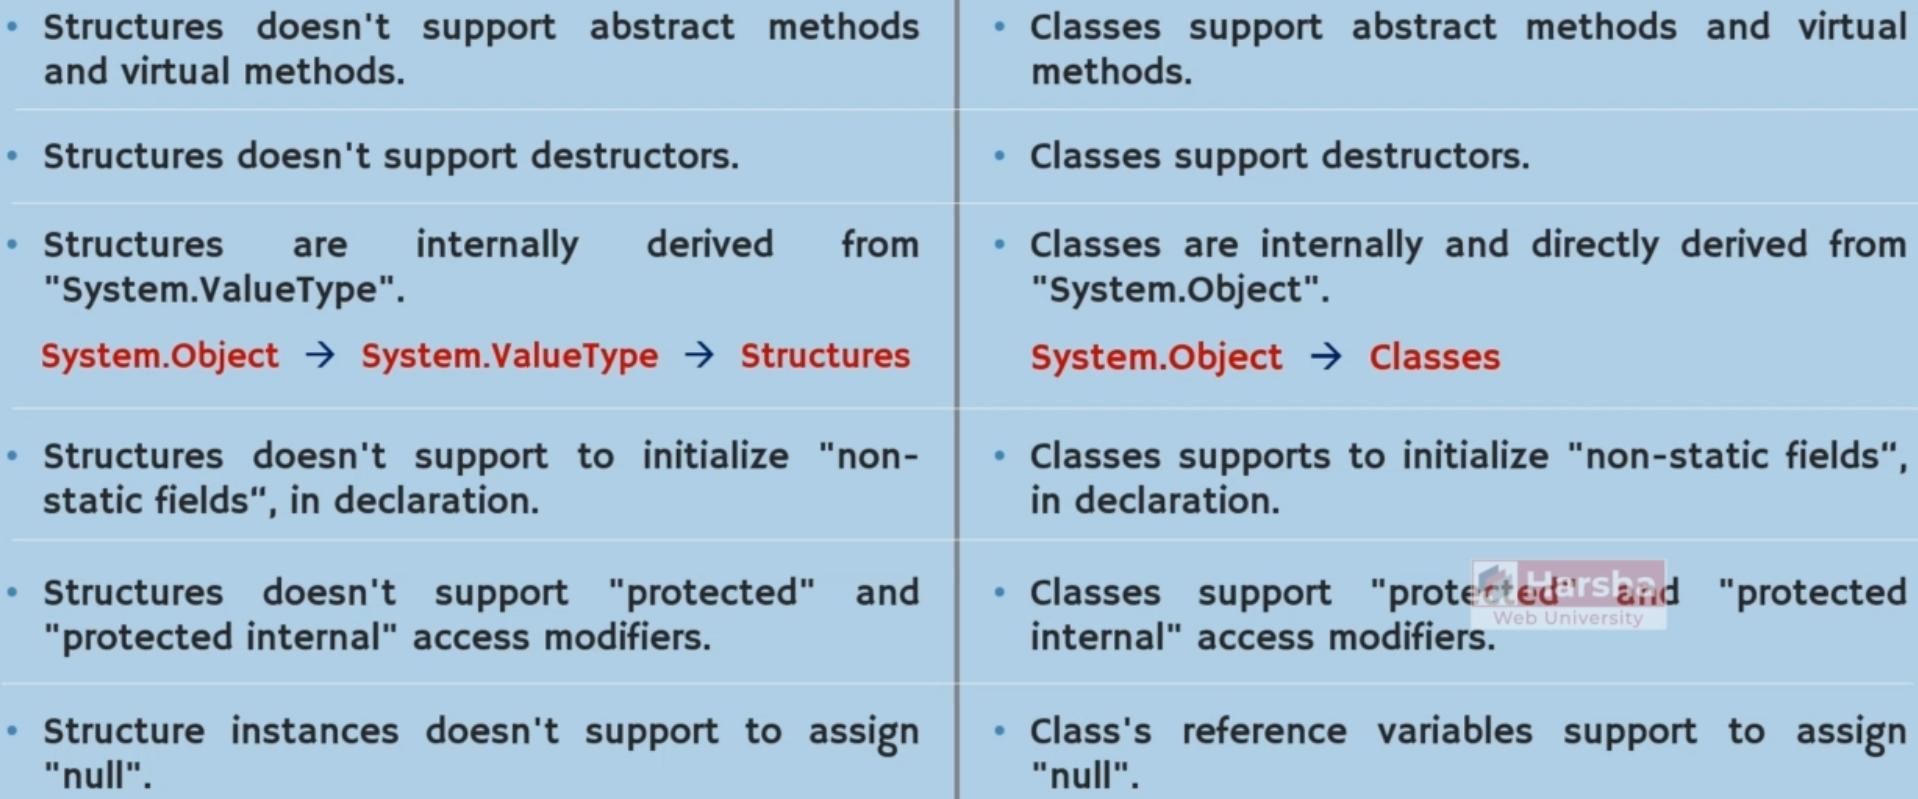 • Structures doesn't support abstract methods
and virtual methods.
• Structures doesn't support destructors.
• Structures are internally derived from
"System.ValueType".
System.Object → System.ValueType → Structures
• Structures doesn't support to initialize "non-
static fields“, in declaration.
• Structures doesn't support "protected" and
"protected internal" access modifiers.
• Structure instances doesn't support to assign
"null".
• Classes support abstract methods and virtual
methods.
• Classes support destructors.
• Classes are internally and directly derived from
"System.Object".
System.Object → Classes
• Classes supports to initialize "non-static fields“,
in declaration.
• Classes support "protected" and "protected
internal" access modifiers.
• Class's reference variables support to assign
"null".
Harsha
Web University